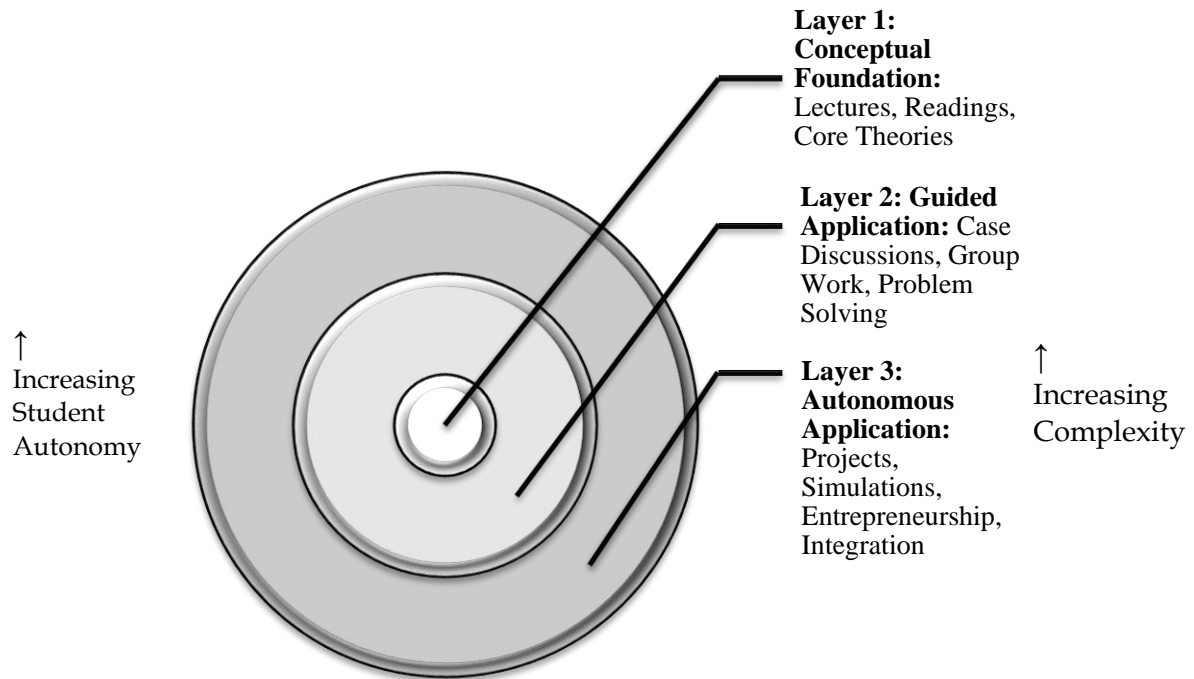 Layer 1:
Conceptual
Foundation:
Lectures, Readings,
Core Theories
Layer 2: Guided
Application: Case
Discussions, Group
Work, Problem
Solving
Layer 3:
Autonomous
Application:
Projects,
Simulations,
Entrepreneurship,
Integration
↑
Increasing
Student
Autonomy
↑
Increasing
Complexity